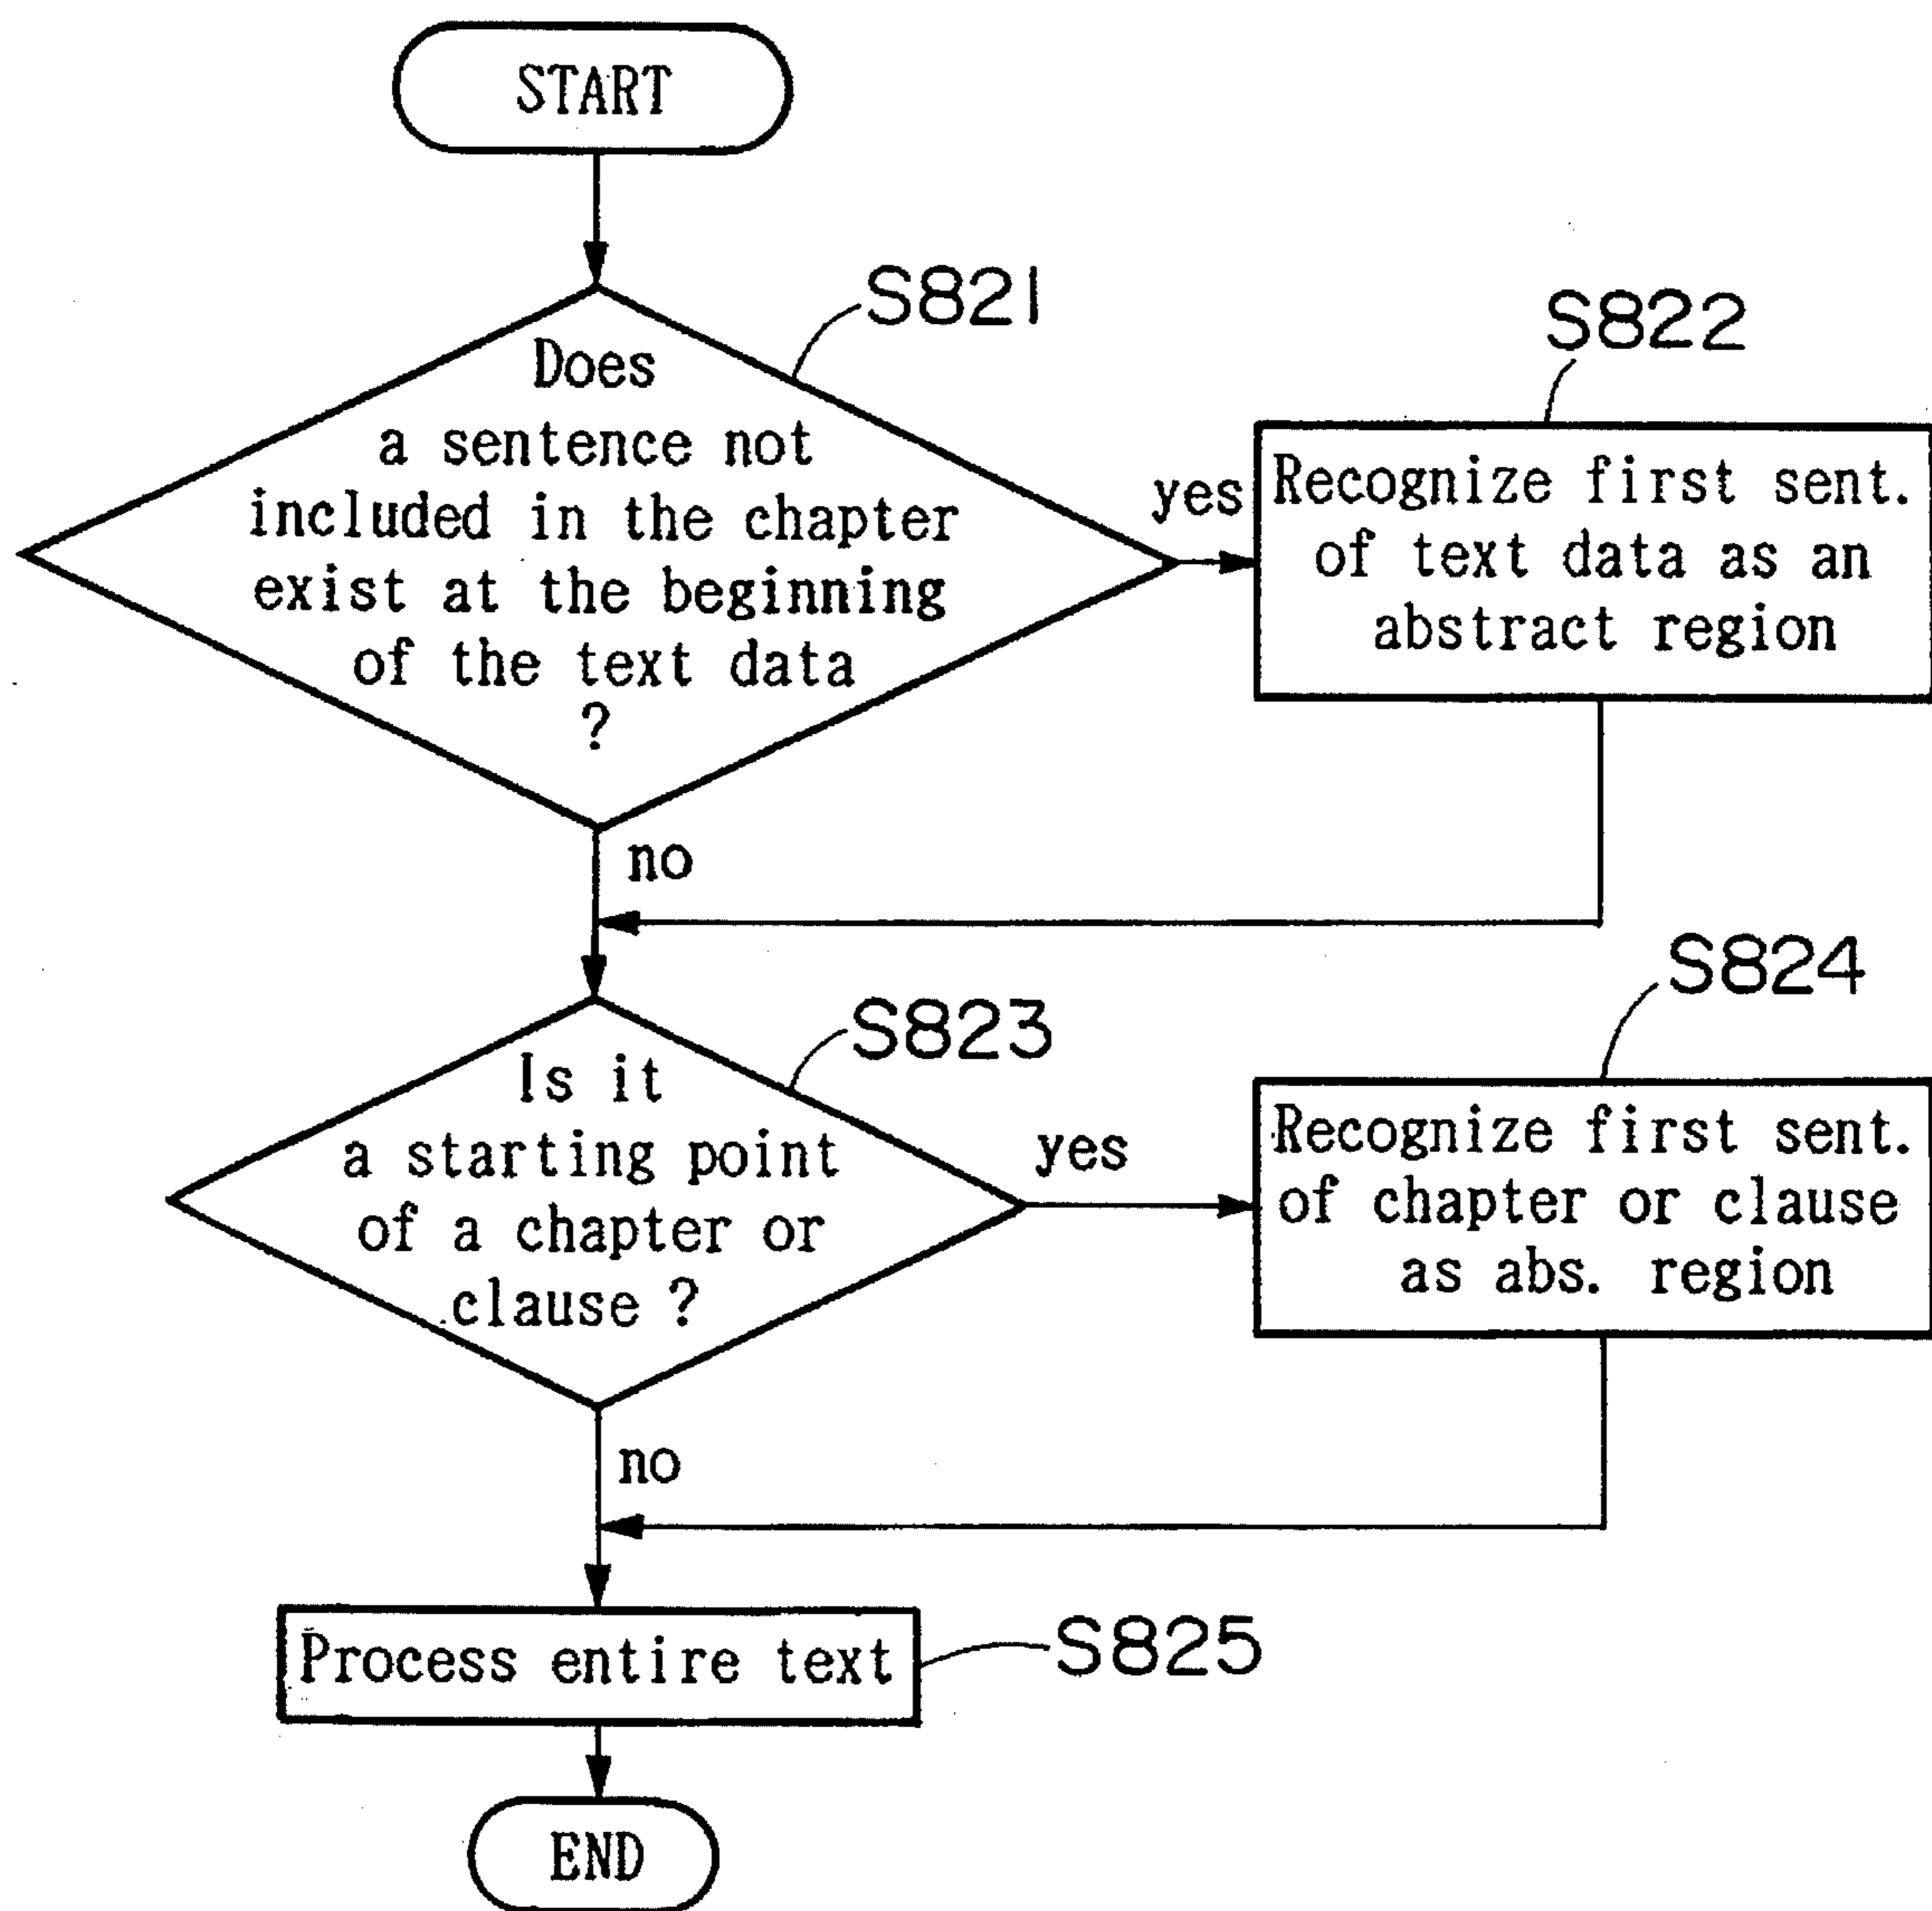 START
S821
Does
a sentence not
included in the chapter
exist at the beginning
of the text data
?
yes
S822
Recognize first sent.
of text data as an
abstract region
no
S823
Is it
a starting point
of a chapter or
clause ?
yes
S824
Recognize first sent.
of chapter or clause
as abs. region
no
Process entire text
S825
END